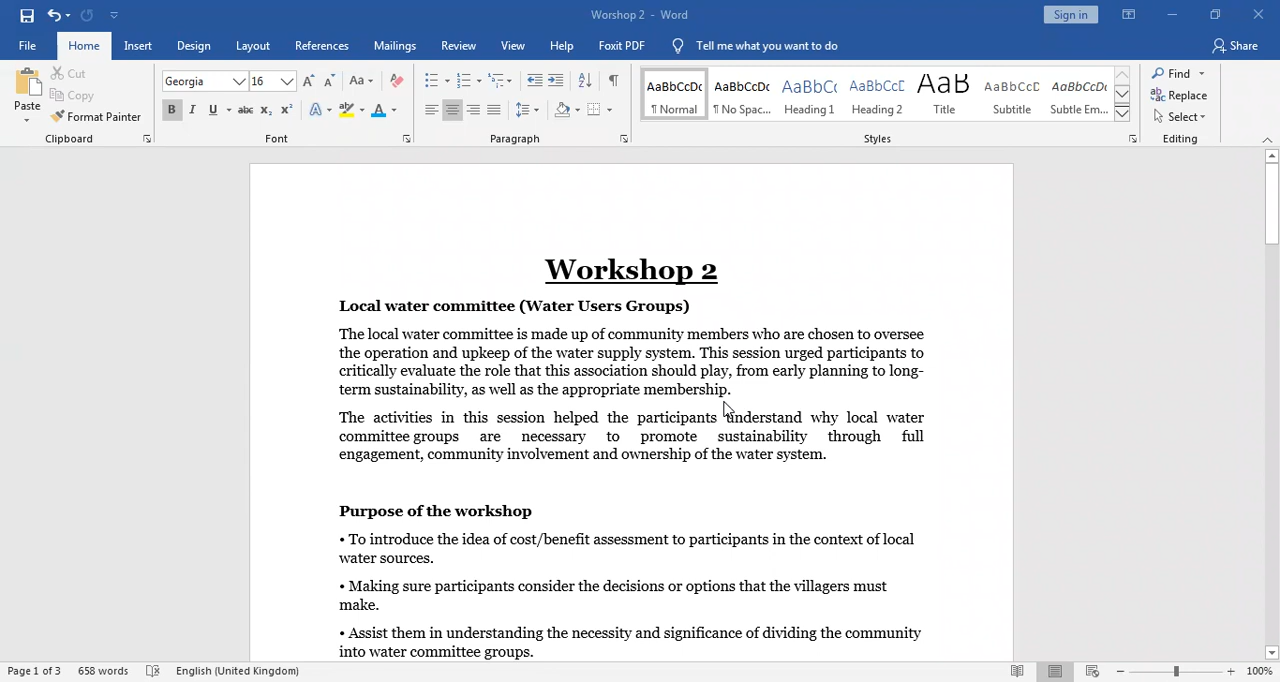 Worshop 2 - Word
Sign in
File Home Insert Design Layout References Mailings Review View Help Foxit PDF Tell me what you want to do Share
Paste
Cut
Copy
Format Painter
Clipboard
Georgia 16
Font
Paragraph
AaBbCcDc AaBbCcDc AaBbCc AaBbCcD AaB AaBbCcD AaBbCcDc
¶ Normal ¶ No Spac... Heading 1 Heading 2 Title Subtitle Subtle Em...
Styles
Find
Replace
Select
Editing
Workshop 2
Local water committee (Water Users Groups)
The local water committee is made up of community members who are chosen to oversee
the operation and upkeep of the water supply system. This session urged participants to
critically evaluate the role that this association should play, from early planning to long-
term sustainability, as well as the appropriate membership.
The activities in this session helped the participants understand why local water
committee groups are necessary to promote sustainability through full
engagement, community involvement and ownership of the water system.
Purpose of the workshop
• To introduce the idea of cost/benefit assessment to participants in the context of local
water sources.
• Making sure participants consider the decisions or options that the villagers must
make.
• Assist them in understanding the necessity and significance of dividing the community
into water committee groups.
Page 1 of 3 658 words English (United Kingdom) 100%